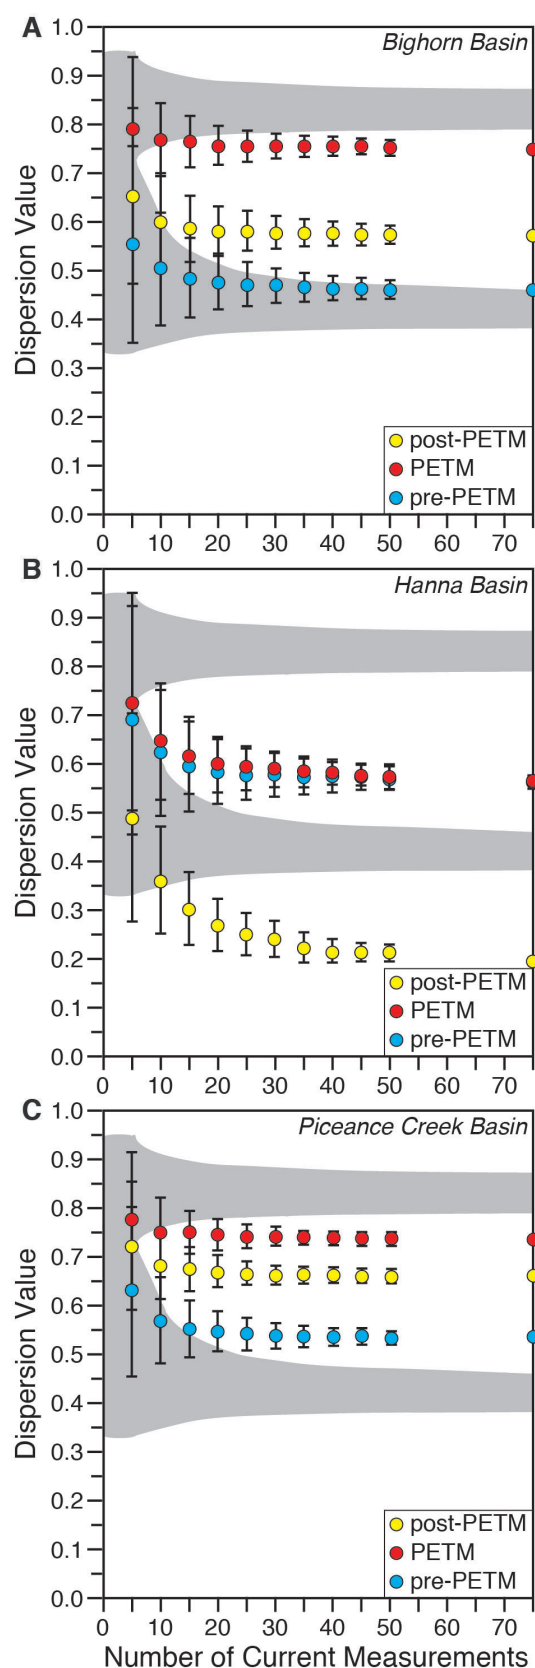 A
Bighorn Basin
1.0
0.9
0.8
0.7
0.6
0.5
0.4
0.3
0.2
0.1
0.0
Dispersion Value
post-PETM
PETM
pre-PETM
0 10 20 30 40 50 60 70
B
Hanna Basin
1.0
0.9
0.8
0.7
0.6
0.5
0.4
0.3
0.2
0.1
0.0
Dispersion Value
post-PETM
PETM
pre-PETM
0 10 20 30 40 50 60 70
C
Piceance Creek Basin
1.0
0.9
0.8
0.7
0.6
0.5
0.4
0.3
0.2
0.1
0.0
Dispersion Value
post-PETM
PETM
pre-PETM
0 10 20 30 40 50 60 70
Number of Current Measurements